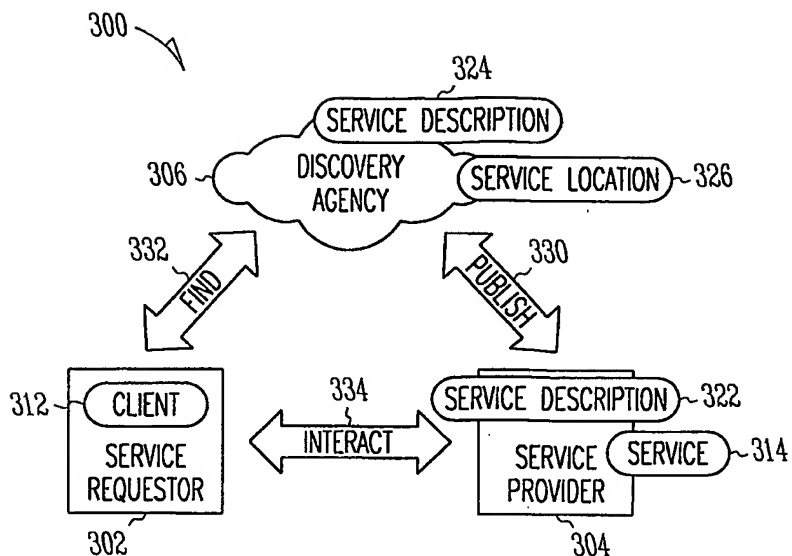 300
324
SERVICE DESCRIPTION
306
DISCOVERY
AGENCY
SERVICE LOCATION
326
332
FIND
330
PUBLISH
312
CLIENT
SERVICE
REQUESTOR
302
334
INTERACT
SERVICE DESCRIPTION
322
SERVICE
PROVIDER
SERVICE
314
304